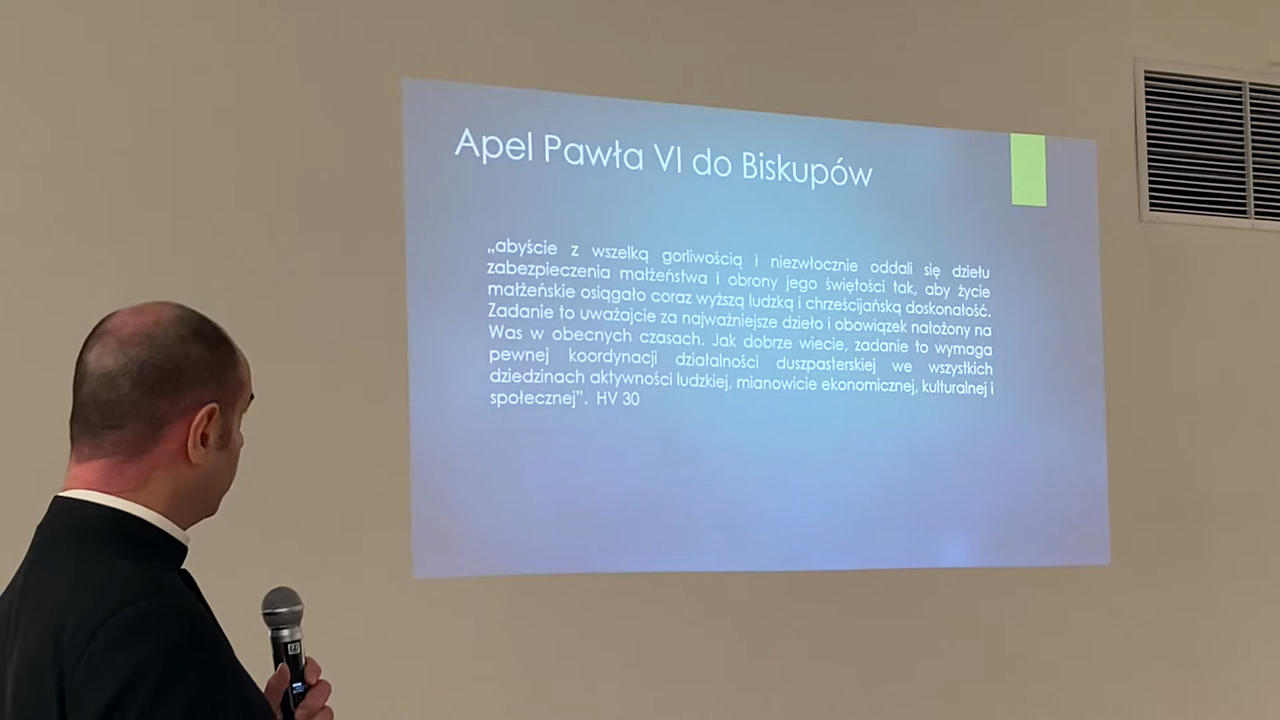 Apel Pawła VI do Biskupów
„abyście z wszelką gorliwością i niezwłocznie oddali się dziełu
zabezpieczenia małżeństwa i obrony jego świętości tak, aby życie
małżeńskie osiągało coraz wyższą ludzką i chrześcijańską doskonałość.
Zadanie to uważajcie za najważniejsze dzieło i obowiązek nałożony na
Was w obecnych czasach. Jak dobrze wiecie, zadanie to wymaga
pewnej koordynacji działalności duszpasterskiej we wszystkich
dziedzinach aktywności ludzkiej, mianowicie ekonomicznej, kulturalnej i
społecznej”. HV 30